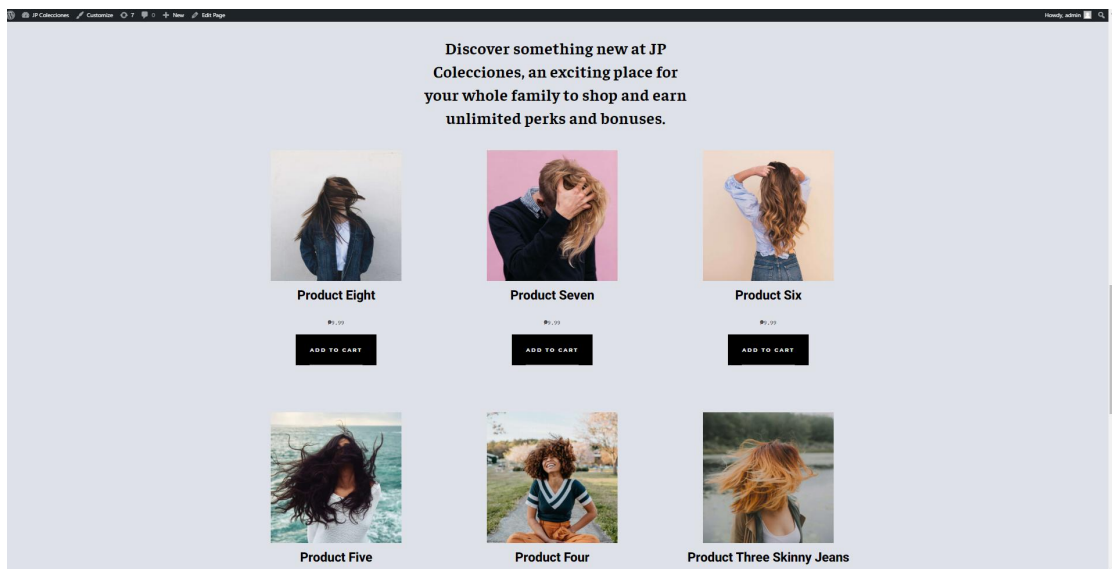 JP Colecciones Customize 7 0 New Edit Page Howdy, admin
Discover something new at JP
Colecciones, an exciting place for
your whole family to shop and earn
unlimited perks and bonuses.
Product Eight Product Seven Product Six
₱9.99 ₱9.99 ₱9.99
ADD TO CART ADD TO CART ADD TO CART
Product Five Product Four Product Three Skinny Jeans